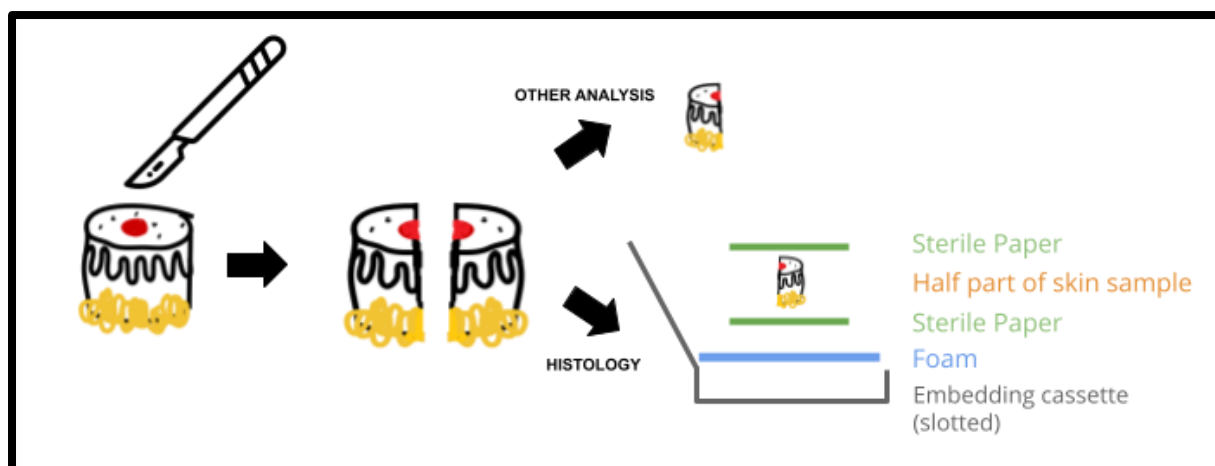 OTHER ANALYSIS
Sterile Paper
Half part of skin sample
Sterile Paper
Foam
HISTOLOGY
Embedding cassette
(slotted)